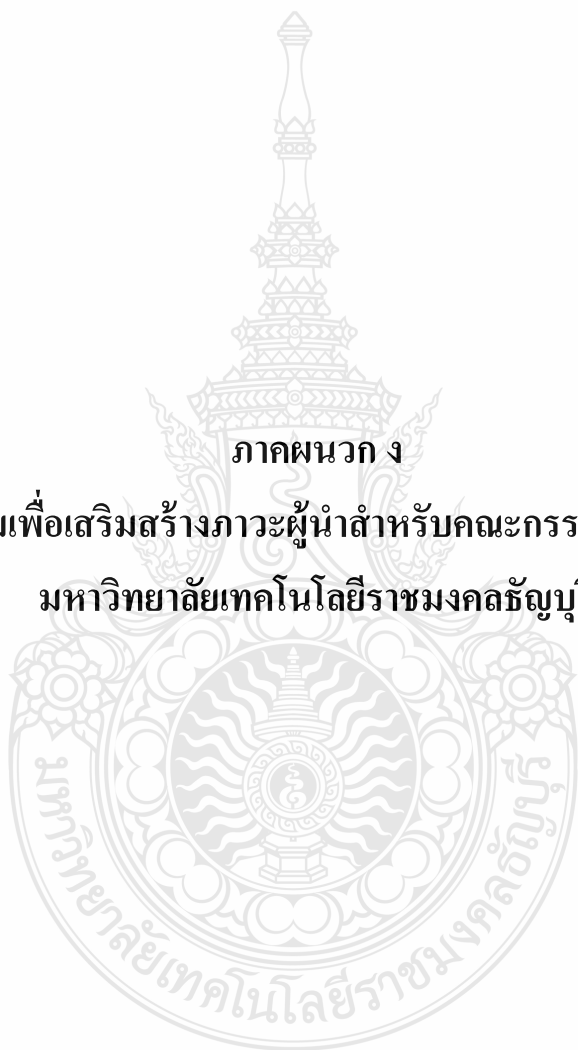 ภาคผนวก ง
เพื่อเสริมสร้างภาวะผู้นำสำหรับคณะกรร
มหาวิทยาลัยเทคโนโลยีราชมงคลธัญบุ
มหาวิทยาลัยเทคโนโลยีราชมงคลธัญบุรี